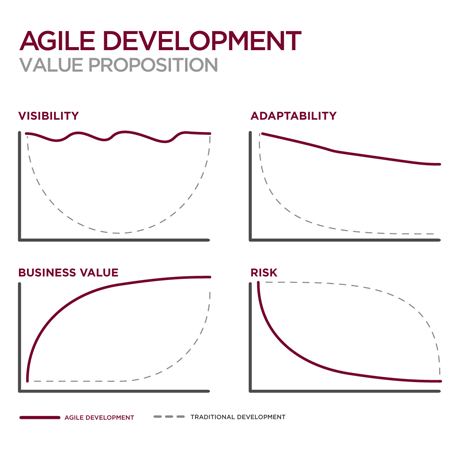 AGILE DEVELOPMENT
VALUE PROPOSITION
VISIBILITY
ADAPTABILITY
BUSINESS VALUE
RISK
AGILE DEVELOPMENT
TRADITIONAL DEVELOPMENT